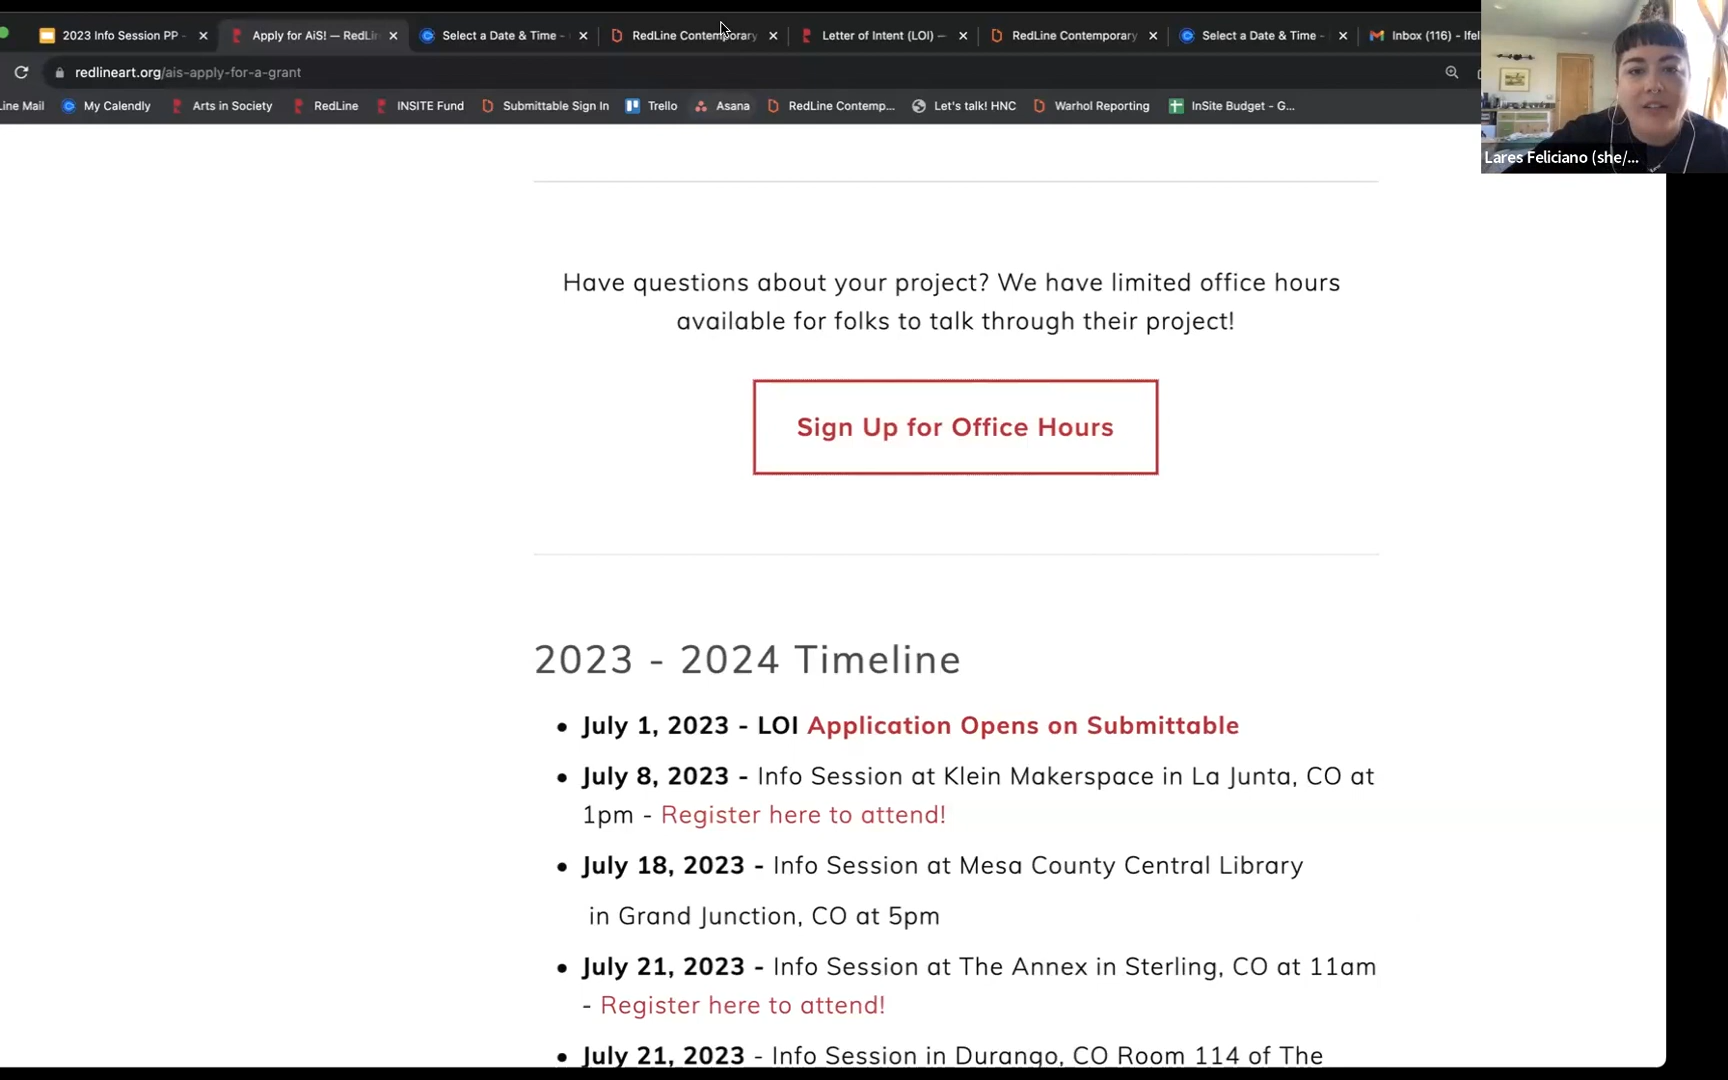 2023 Info Session PP -
Apply for AiS! — RedLin
Select a Date & Time -
RedLine Contemporary
Letter of Intent (LOI) —
RedLine Contemporary
Select a Date & Time -
Inbox (116) - lfeli
redlineart.org/ais-apply-for-a-grant
Line Mail
My Calendly
Arts in Society
RedLine
INSITE Fund
Submittable Sign In
Trello
Asana
RedLine Contemp...
Let's talk! HNC
Warhol Reporting
InSite Budget - G...
Lares Feliciano (she/...
Have questions about your project? We have limited office hours
available for folks to talk through their project!
Sign Up for Office Hours
2023 - 2024 Timeline
• July 1, 2023 - LOI Application Opens on Submittable
• July 8, 2023 - Info Session at Klein Makerspace in La Junta, CO at
1pm - Register here to attend!
• July 18, 2023 - Info Session at Mesa County Central Library
in Grand Junction, CO at 5pm
• July 21, 2023 - Info Session at The Annex in Sterling, CO at 11am
- Register here to attend!
• July 21, 2023 - Info Session in Durango, CO Room 114 of The